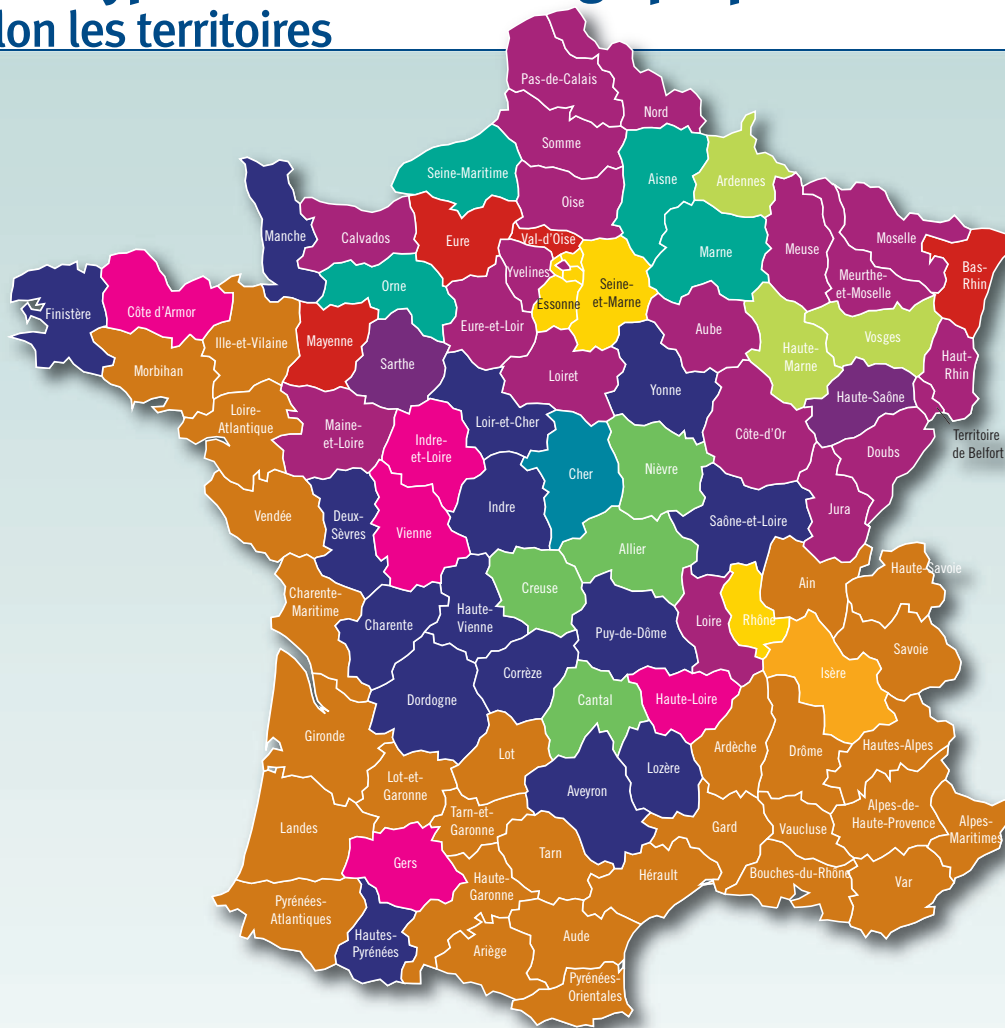 lon les territoires
Pas-de-Calais
Nord
Somme
Seine-Maritime
Aisne
Ardennes
Oise
Manche
Calvados
Eure
Val-d'Oise
Marne
Meuse
Moselle
Bas-
Rhin
Meurthe-
et-Moselle
Yvelines
Orne
Seine-
et-Marne
Essonne
Finistère
Côte d'Armor
Ille-et-Vilaine
Mayenne
Eure-et-Loir
Aube
Haute-
Marne
Vosges
Haut-
Rhin
Morbihan
Sarthe
Loiret
Yonne
Haute-Saône
Loire-
Atlantique
Maine-
et-Loire
Indre-
et-Loire
Loir-et-Cher
Côte-d'Or
Territoire
de Belfort
Doubs
Cher
Nièvre
Vendée
Deux-
Sèvres
Vienne
Indre
Saône-et-Loire
Jura
Allier
Charente-
Maritime
Creuse
Ain
Haute-Savoie
Charente
Haute-
Vienne
Puy-de-Dôme
Loire
Rhône
Savoie
Isère
Corrèze
Dordogne
Cantal
Haute-Loire
Gironde
Lot
Ardèche
Drôme
Hautes-Alpes
Lot-et-
Garonne
Aveyron
Lozère
Landes
Tarn-et-
Garonne
Gard
Vaucluse
Alpes-de-
Haute-Provence
Alpes-
Maritimes
Gers
Tarn
Hérault
Bouches-du-Rhône
Var
Haute-
Garonne
Pyrénées-
Atlantiques
Hautes-
Pyrénées
Ariège
Aude
Pyrénées-
Orientales